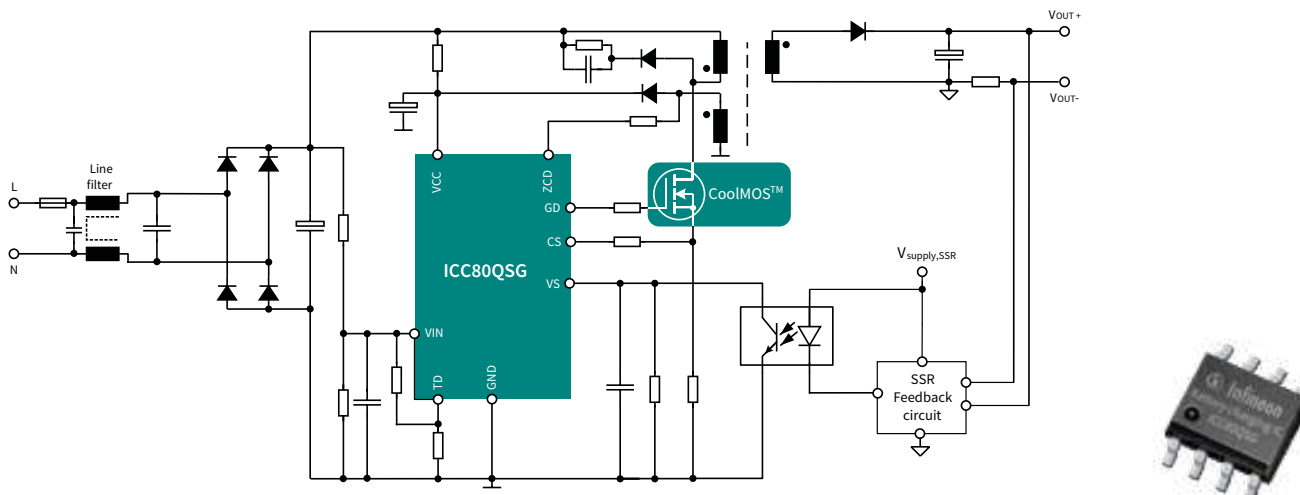 VOUT+
VOUT-
Line
filter
L
N
VCC
ZCD
GD
CS
VS
VIN
TD
GND
ICC80QSG
CoolMOS™
Vsupply,SSR
SSR
Feedback
circuit
Infineon